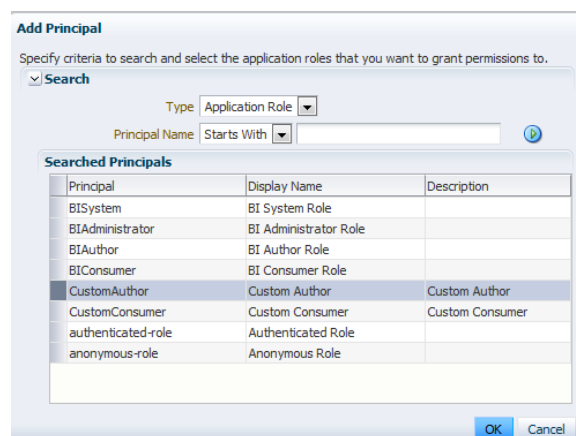 Add Principal
Specify criteria to search and select the application roles that you want to grant permissions to.
Search
Type Application Role
Principal Name Starts With
Searched Principals
Principal Display Name Description
BISystem BI System Role
BIAdministrator BI Administrator Role
BIAuthor BI Author Role
BIConsumer BI Consumer Role
CustomAuthor Custom Author Custom Author
CustomConsumer Custom Consumer Custom Consumer
authenticated-role Authenticated Role
anonymous-role Anonymous Role
OK Cancel